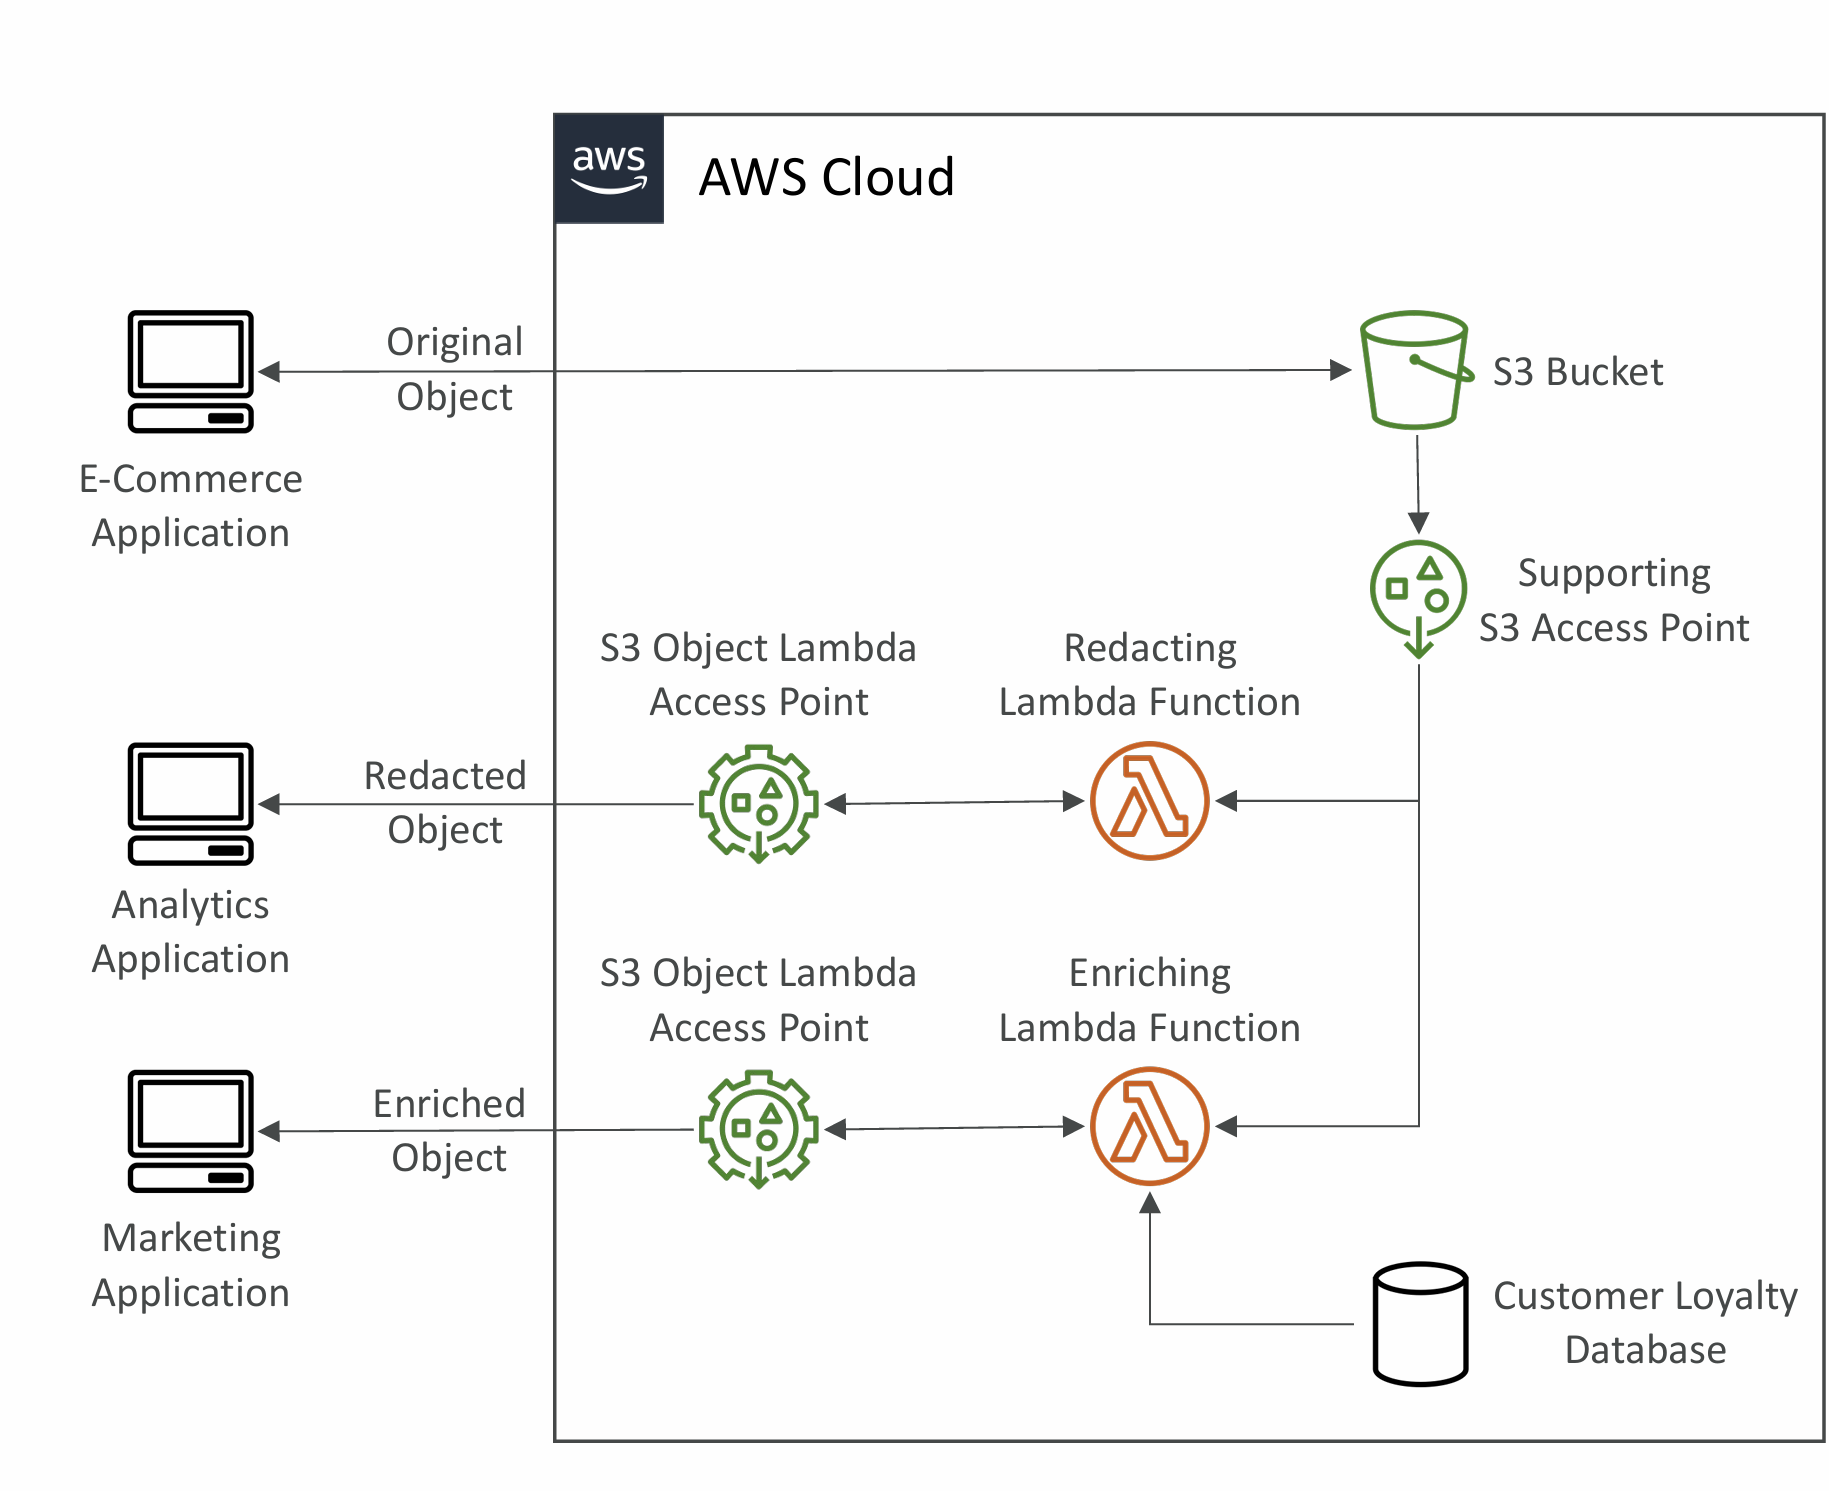 aws
AWS Cloud
Original
Object
S3 Bucket
E-Commerce
Application
Supporting
S3 Access Point
S3 Object Lambda
Access Point
Redacting
Lambda Function
Redacted
Object
Analytics
Application
S3 Object Lambda
Access Point
Enriching
Lambda Function
Enriched
Object
Marketing
Application
Customer Loyalty
Database